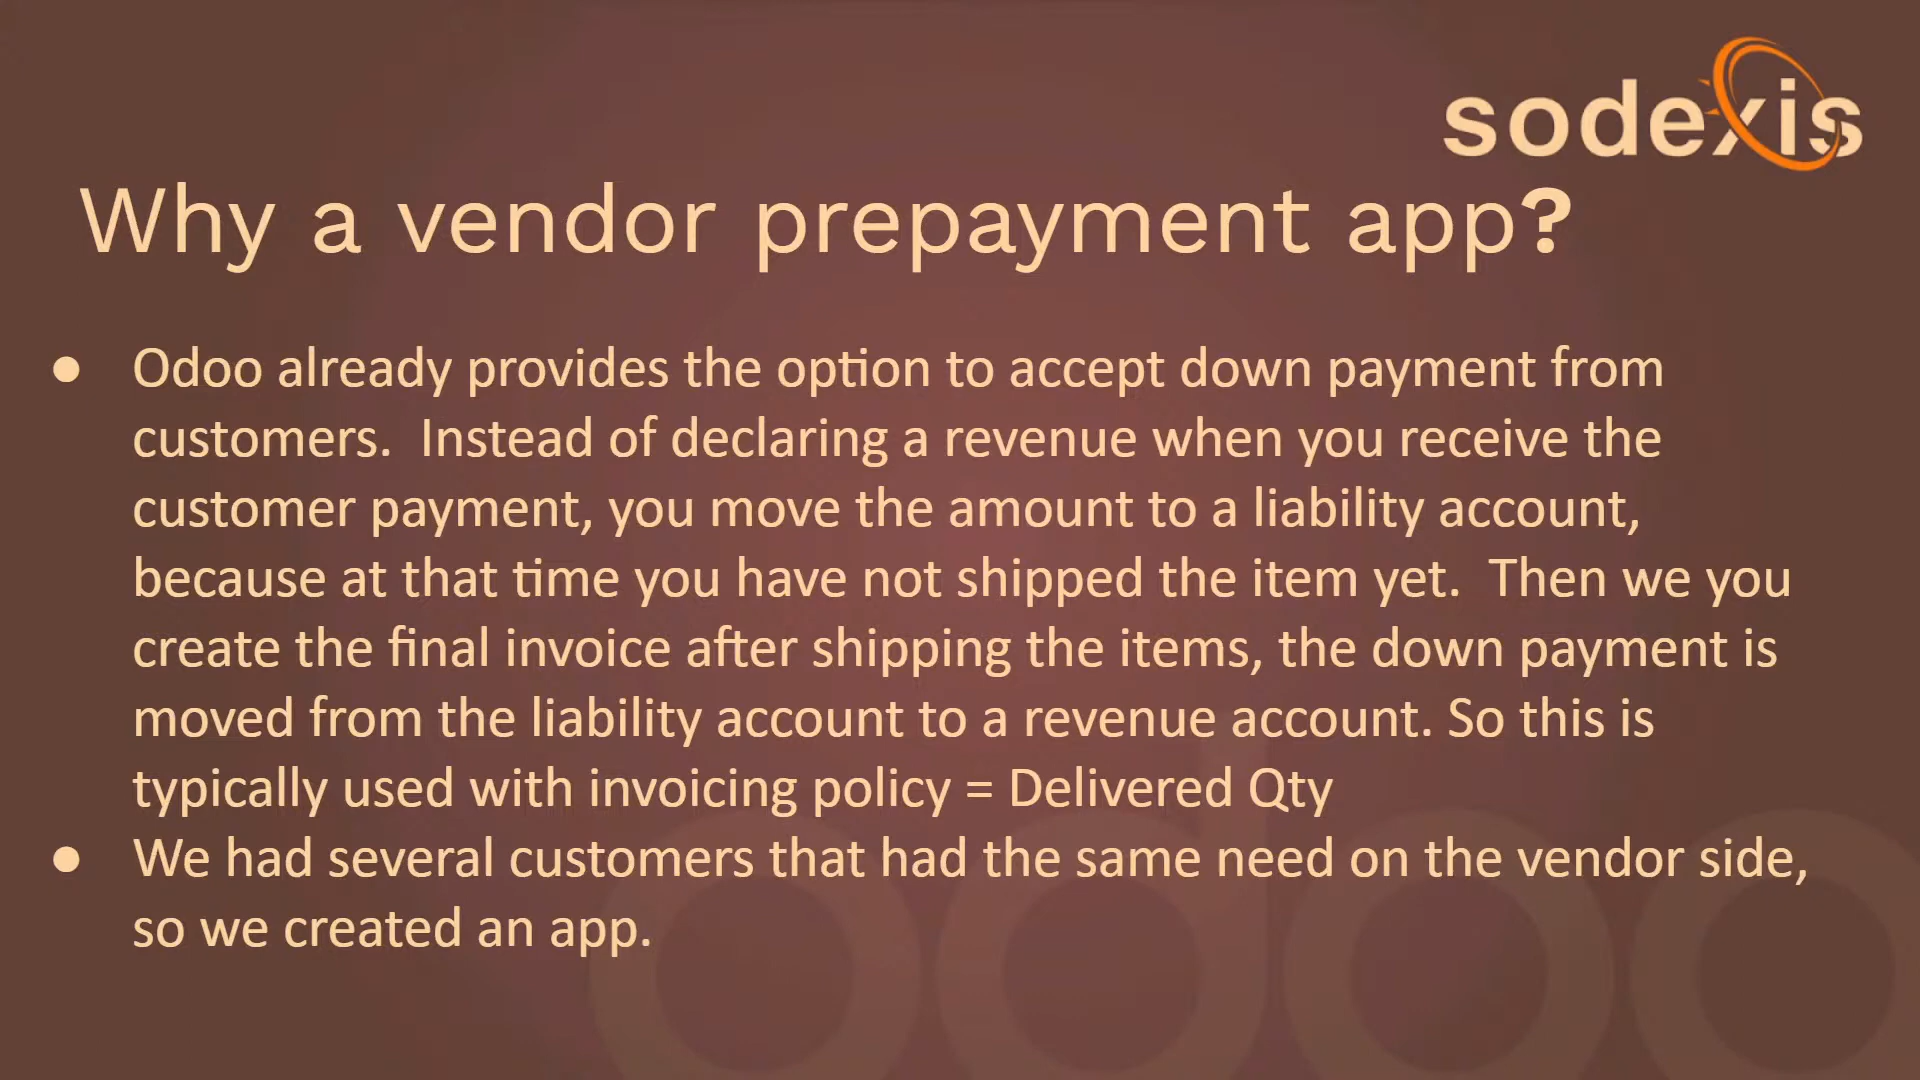 sodexis
Why a vendor prepayment app?
● Odoo already provides the option to accept down payment from
customers.  Instead of declaring a revenue when you receive the
customer payment, you move the amount to a liability account,
because at that time you have not shipped the item yet.  Then we you
create the final invoice after shipping the items, the down payment is
moved from the liability account to a revenue account. So this is
typically used with invoicing policy = Delivered Qty
● We had several customers that had the same need on the vendor side,
so we created an app.
odoo